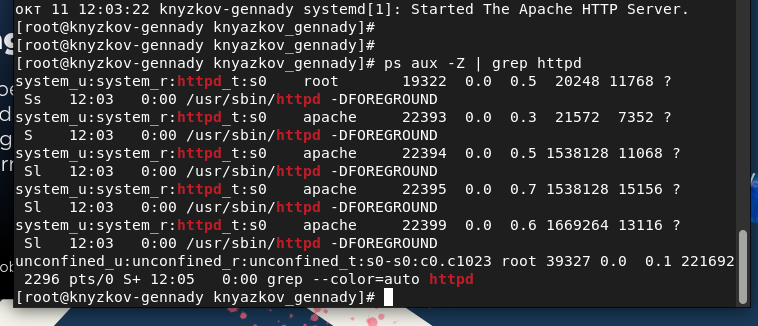 окт 11 12:03:22 knyzkov-gennady systemd[1]: Started The Apache HTTP Server.
[root@knyzkov-gennady knyazkov_gennady]#
[root@knyzkov-gennady knyazkov_gennady]#
[root@knyzkov-gennady knyazkov_gennady]# ps aux -Z | grep httpd
system_u:system_r:httpd_t:s0    root       19322  0.0  0.5  20248 11768 ?
 Ss   12:03   0:00 /usr/sbin/httpd -DFOREGROUND
system_u:system_r:httpd_t:s0    apache     22393  0.0  0.3  21572  7352 ?
 S    12:03   0:00 /usr/sbin/httpd -DFOREGROUND
system_u:system_r:httpd_t:s0    apache     22394  0.0  0.5 1538128 11068 ?
 Sl   12:03   0:00 /usr/sbin/httpd -DFOREGROUND
system_u:system_r:httpd_t:s0    apache     22395  0.0  0.7 1538128 15156 ?
 Sl   12:03   0:00 /usr/sbin/httpd -DFOREGROUND
system_u:system_r:httpd_t:s0    apache     22399  0.0  0.6 1669264 13116 ?
 Sl   12:03   0:00 /usr/sbin/httpd -DFOREGROUND
unconfined_u:unconfined_r:unconfined_t:s0-s0:c0.c1023 root 39327 0.0  0.1 221692
 2296 pts/0 S+ 12:05   0:00 grep --color=auto httpd
[root@knyzkov-gennady knyazkov_gennady]#